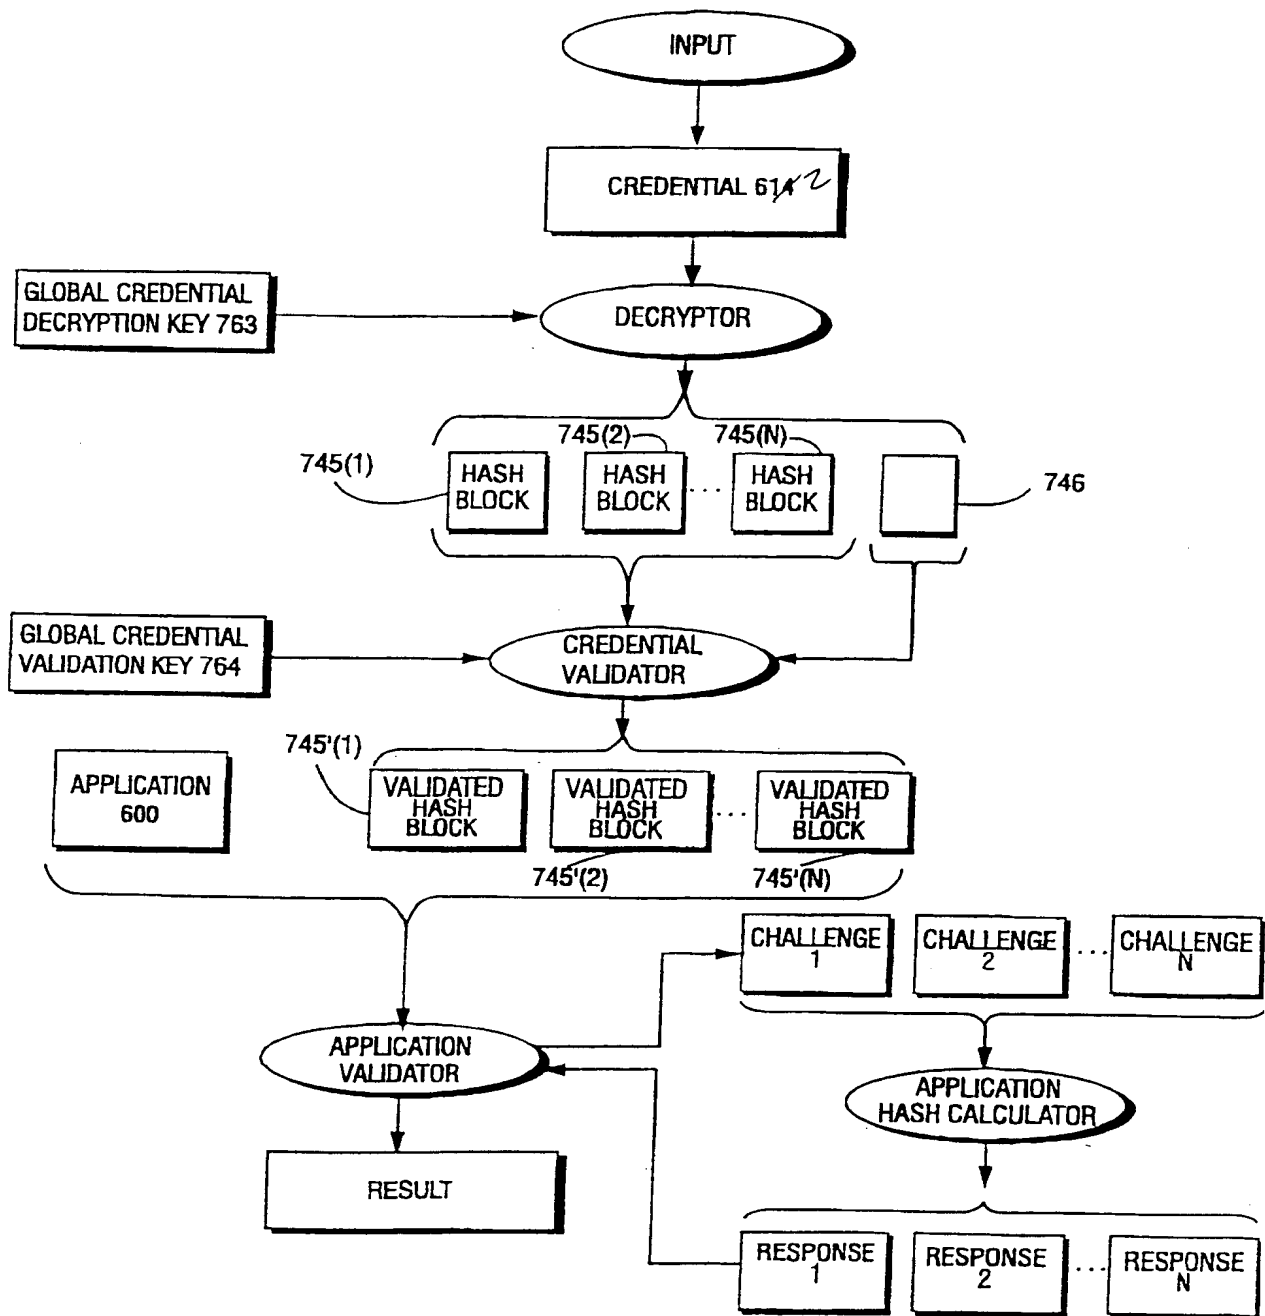 INPUT
CREDENTIAL 614 2
GLOBAL CREDENTIAL
DECRYPTION KEY 763
DECRYPTOR
745(1)
745(2)
745(N)
HASH
BLOCK
HASH
BLOCK
...
HASH
BLOCK
746
GLOBAL CREDENTIAL
VALIDATION KEY 764
CREDENTIAL
VALIDATOR
745'(1)
APPLICATION
600
VALIDATED
HASH
BLOCK
VALIDATED
HASH
BLOCK
...
VALIDATED
HASH
BLOCK
745'(2)
745'(N)
CHALLENGE
1
CHALLENGE
2
...
CHALLENGE
N
APPLICATION
VALIDATOR
APPLICATION
HASH CALCULATOR
RESULT
RESPONSE
1
RESPONSE
2
...
RESPONSE
N